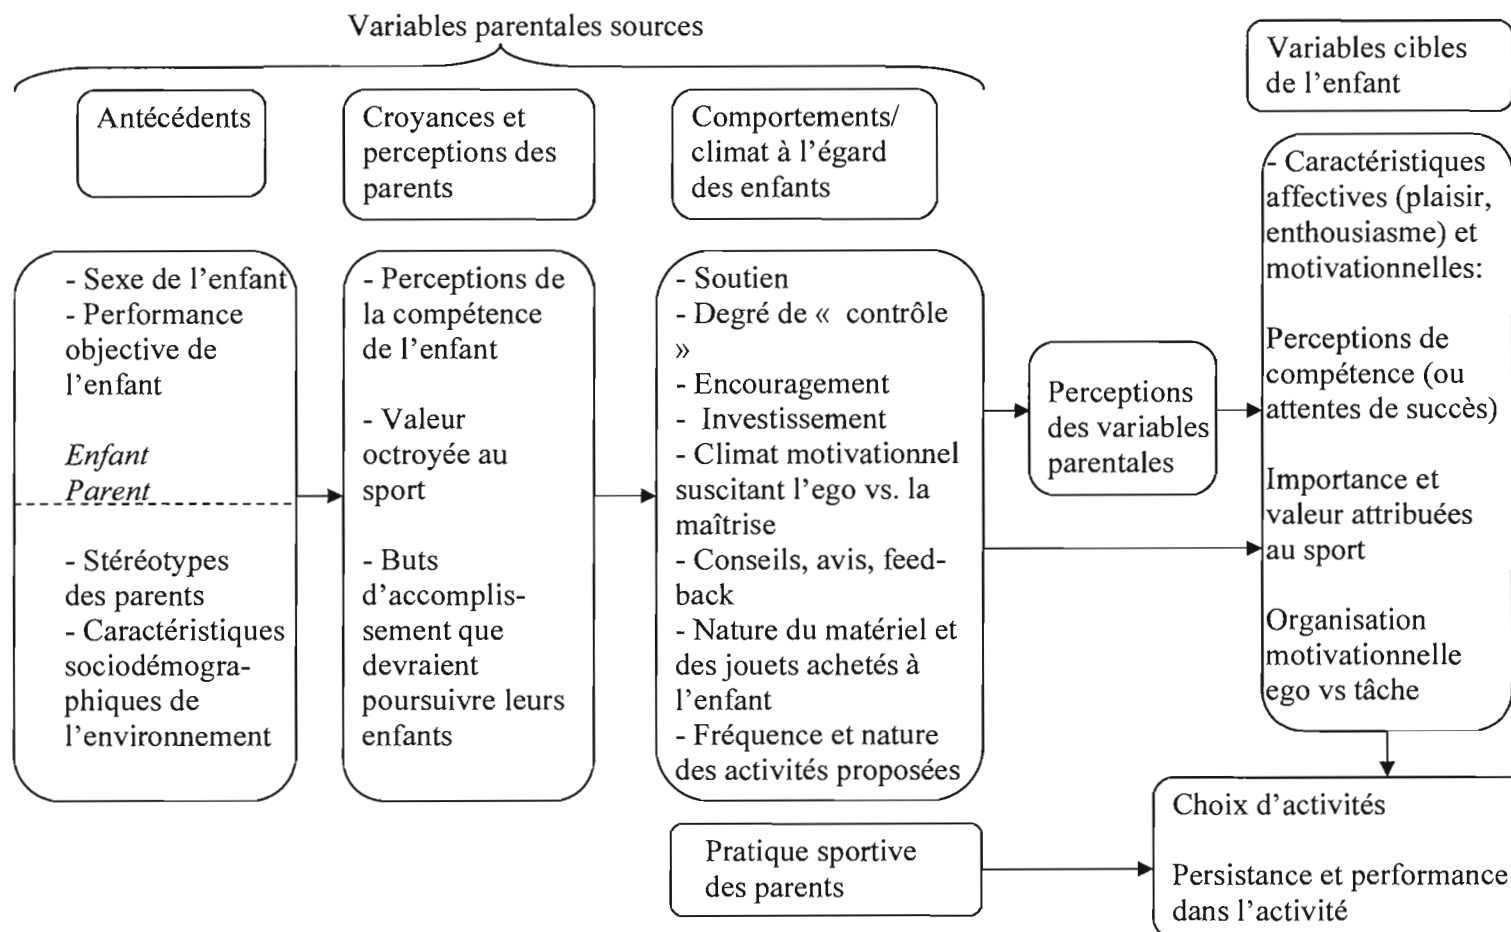 Variables parentales sources
Variables cibles
de l'enfant
Antécédents
Croyances et
perceptions des
parents
Comportements/
climat à l'égard
des enfants
- Sexe de l'enfant
- Performance
objective de
l'enfant
Enfant
Parent
- Stéréotypes
des parents
- Caractéristiques
sociodémogra-
phiques de
l'environnement
- Perceptions de
la compétence
de l'enfant
- Valeur
octroyée au
sport
- Buts
d'accomplis-
sement que
devraient
poursuivre leurs
enfants
- Soutien
- Degré de « contrôle
»
- Encouragement
- Investissement
- Climat motivationnel
suscitant l'ego vs. la
maîtrise
- Conseils, avis, feed-
back
- Nature du matériel et
des jouets achetés à
l'enfant
- Fréquence et nature
des activités proposées
Perceptions
des variables
parentales
- Caractéristiques
affectives (plaisir,
enthousiasme) et
motivationnelles:
Perceptions de
compétence (ou
attentes de succès)
Importance et
valeur attribuées
au sport
Organisation
motivationnelle
ego vs tâche
Pratique sportive
des parents
Choix d'activités
Persistance et performance
dans l'activité